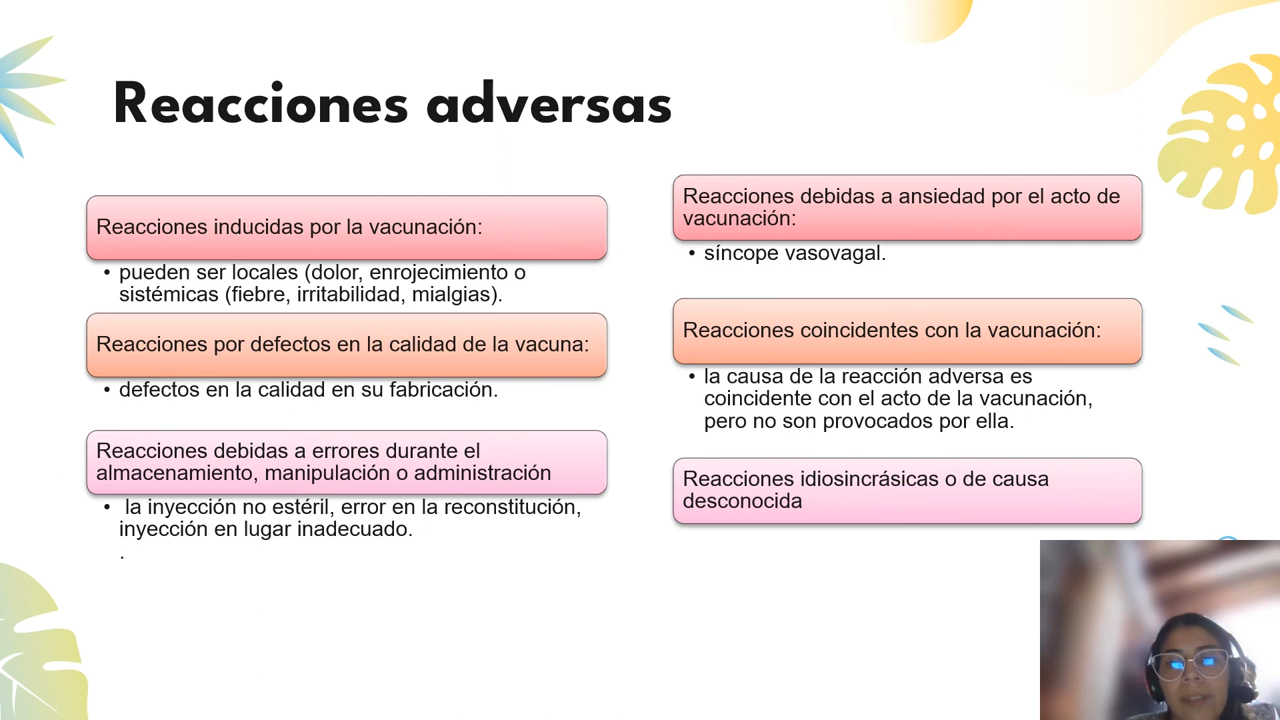 Reacciones adversas
Reacciones inducidas por la vacunación:
• pueden ser locales (dolor, enrojecimiento o
sistémicas (fiebre, irritabilidad, mialgias).
Reacciones por defectos en la calidad de la vacuna:
• defectos en la calidad en su fabricación.
Reacciones debidas a errores durante el
almacenamiento, manipulación o administración
• la inyección no estéril, error en la reconstitución,
inyección en lugar inadecuado.
.
Reacciones debidas a ansiedad por el acto de
vacunación:
• síncope vasovagal.
Reacciones coincidentes con la vacunación:
• la causa de la reacción adversa es
coincidente con el acto de la vacunación,
pero no son provocados por ella.
Reacciones idiosincrásicas o de causa
desconocida